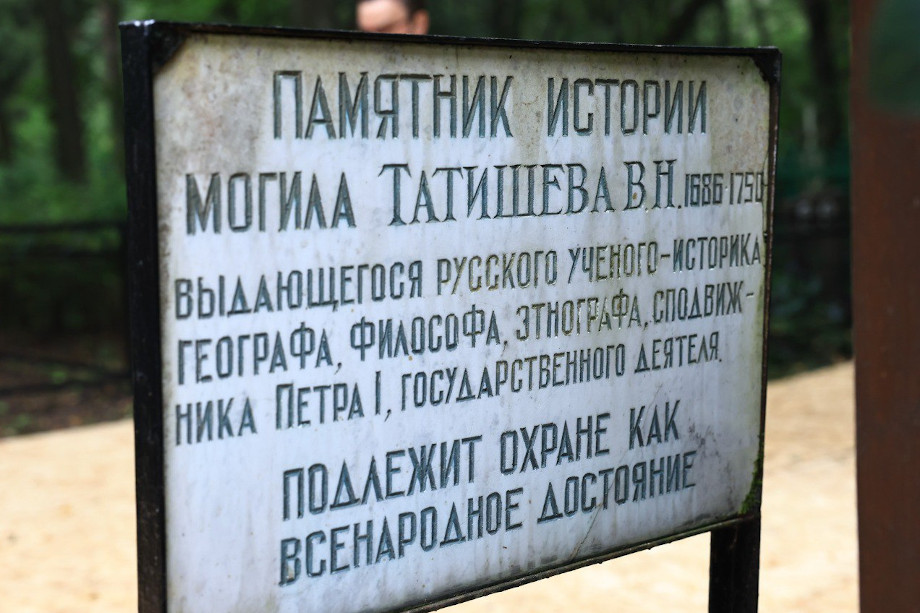 ПАМЯТНИК ИСТОРИИ
МОГИЛА ТАТИЩЕВА В.Н. 1686-1750
ВЫДАЮЩЕГОСЯ РУССКОГО УЧЕНОГО-ИСТОРИКА
ГЕОГРАФА, ФИЛОСОФА, ЭТНОГРАФА, СПОДВИЖ-
НИКА ПЕТРА I, ГОСУДАРСТВЕННОГО ДЕЯТЕЛЯ.
ПОДЛЕЖИТ ОХРАНЕ КАК
ВСЕНАРОДНОЕ ДОСТОЯНИЕ